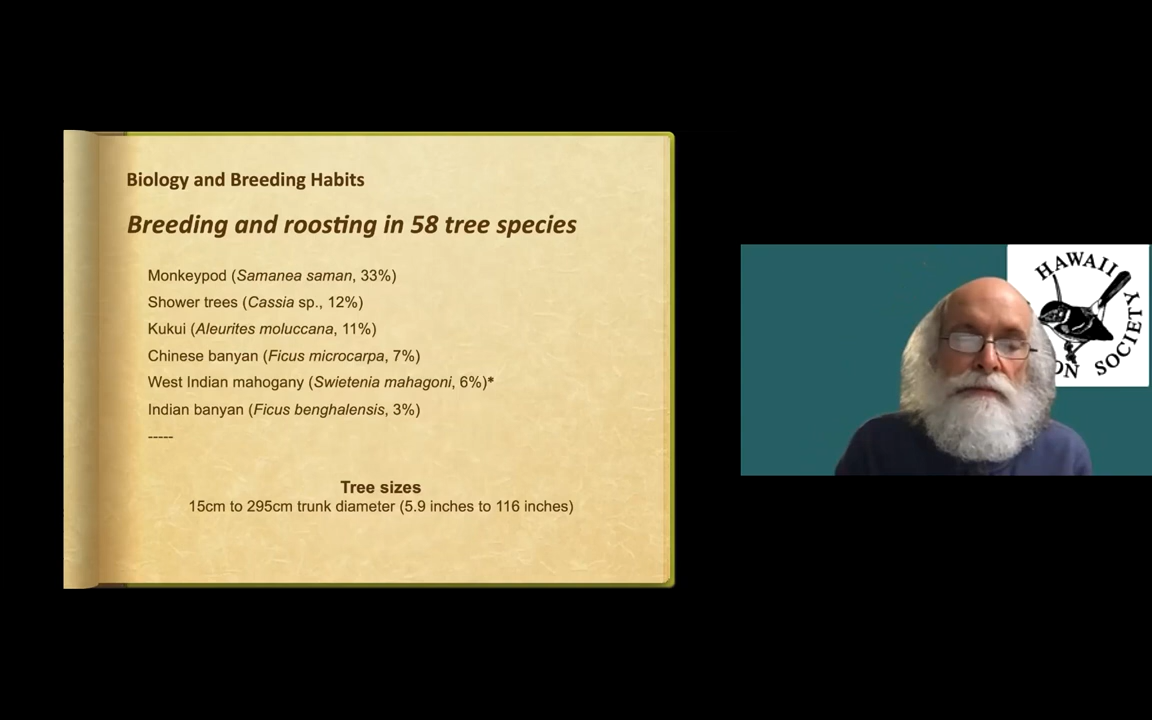 Biology and Breeding Habits
Breeding and roosting in 58 tree species
Monkeypod (Samanea saman, 33%)
Shower trees (Cassia sp., 12%)
Kukui (Aleurites moluccana, 11%)
Chinese banyan (Ficus microcarpa, 7%)
West Indian mahogany (Swietenia mahagoni, 6%)*
Indian banyan (Ficus benghalensis, 3%)
-----
Tree sizes
15cm to 295cm trunk diameter (5.9 inches to 116 inches)
HAWAII
ON SOCIETY